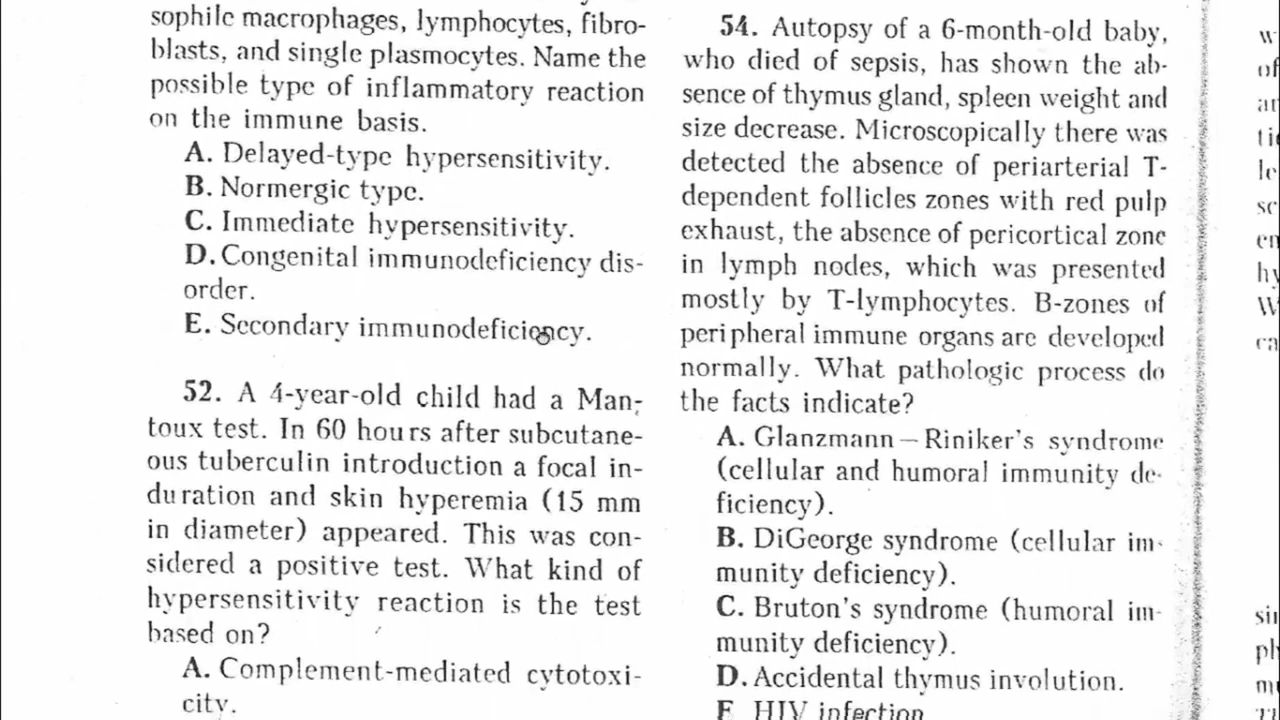 sophile macrophages, lymphocytes, fibro-
blasts, and single plasmocytes. Name the
possible type of inflammatory reaction
on the immune basis.
A. Delayed-type hypersensitivity.
B. Normergic type.
C. Immediate hypersensitivity.
D. Congenital immunodeficiency dis-
order.
E. Secondary immunodeficiency.
52. A 4-year-old child had a Man-
toux test. In 60 hours after subcutane-
ous tuberculin introduction a focal in-
duration and skin hyperemia (15 mm
in diameter) appeared. This was con-
sidered a positive test. What kind of
hypersensitivity reaction is the test
based on?
A. Complement-mediated cytotoxi-
city.
54. Autopsy of a 6-month-old baby,
who died of sepsis, has shown the ab-
sence of thymus gland, spleen weight and
size decrease. Microscopically there was
detected the absence of periarterial T-
dependent follicles zones with red pulp
exhaust, the absence of pericortical zone
in lymph nodes, which was presented
mostly by T-lymphocytes. B-zones of
peripheral immune organs are developed
normally. What pathologic process do
the facts indicate?
A. Glanzmann – Riniker's syndrome
(cellular and humoral immunity de-
ficiency).
B. DiGeorge syndrome (cellular im-
munity deficiency).
C. Bruton's syndrome (humoral im-
munity deficiency).
D. Accidental thymus involution.
E HIV infection